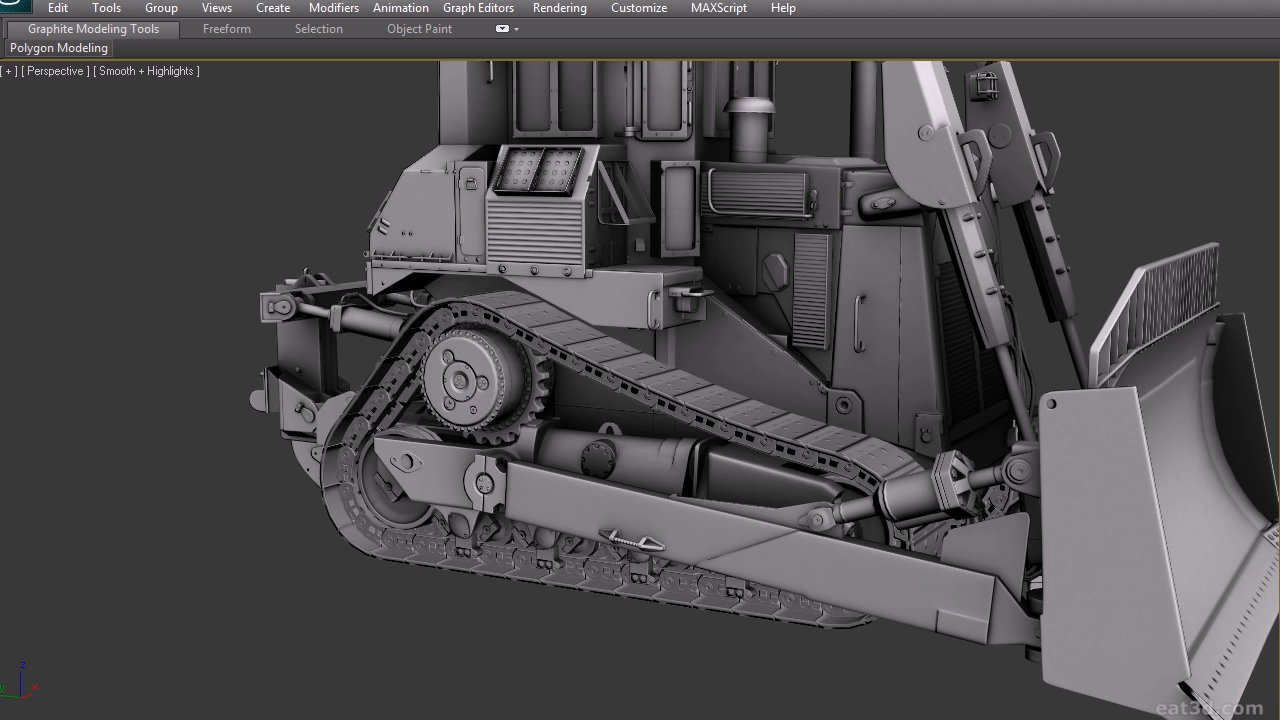 Edit Tools Group Views Create Modifiers Animation Graph Editors Rendering Customize MAXScript Help
Graphite Modeling Tools Freeform Selection Object Paint
Polygon Modeling
[ + ] [ Perspective ] [ Smooth + Highlights ]
z
y x
eat3d.com